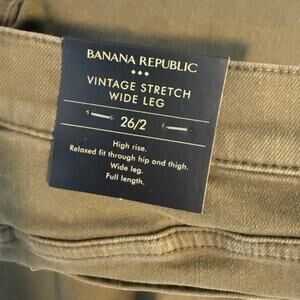 BANANA REPUBLIC
VINTAGE STRETCH
WIDE LEG
26/2
High rise.
Relaxed fit through hip and thigh.
Wide leg.
Full length.